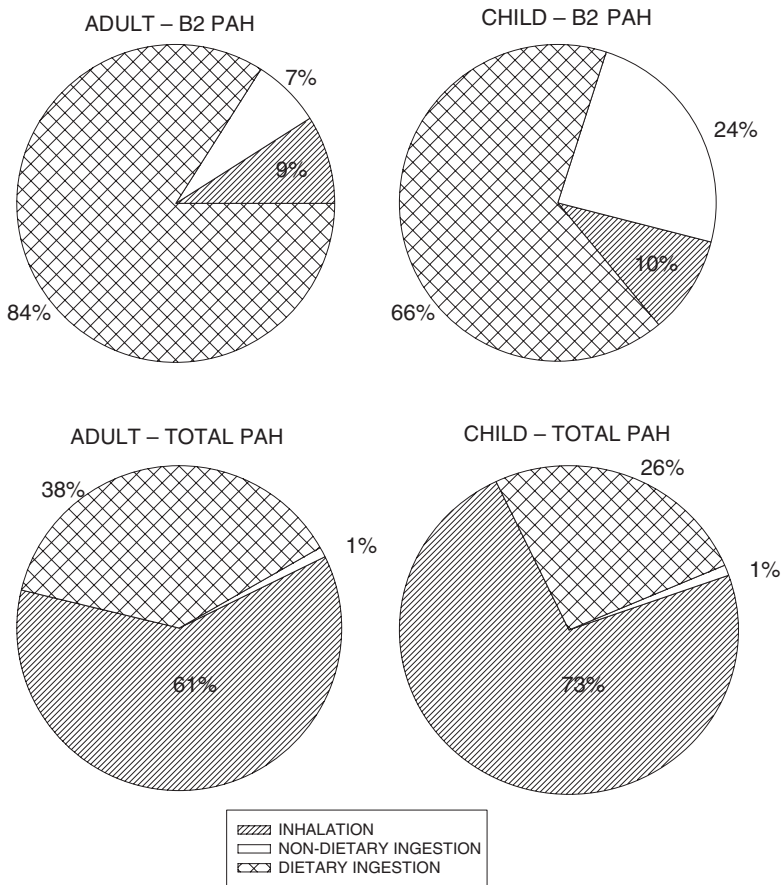 ADULT – B2 PAH
7%
9%
84%
CHILD – B2 PAH
24%
10%
66%
ADULT – TOTAL PAH
38%
1%
61%
CHILD – TOTAL PAH
26%
1%
73%
INHALATION
NON-DIETARY INGESTION
DIETARY INGESTION